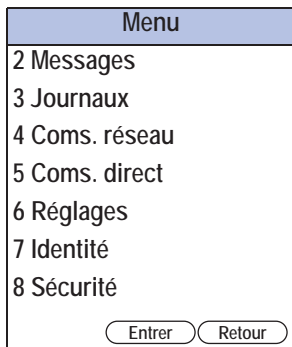 Menu
2 Messages
3 Journaux
4 Coms. réseau
5 Coms. direct
6 Réglages
7 Identité
8 Sécurité
Entrer Retour